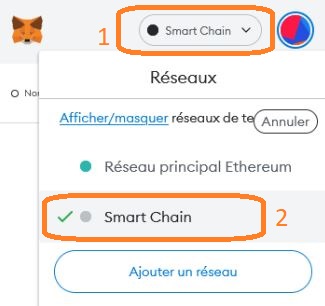 1
Smart Chain
Réseaux
Afficher/masquer réseaux de te
Annuler
Réseau principal Ethereum
Smart Chain
2
Ajouter un réseau